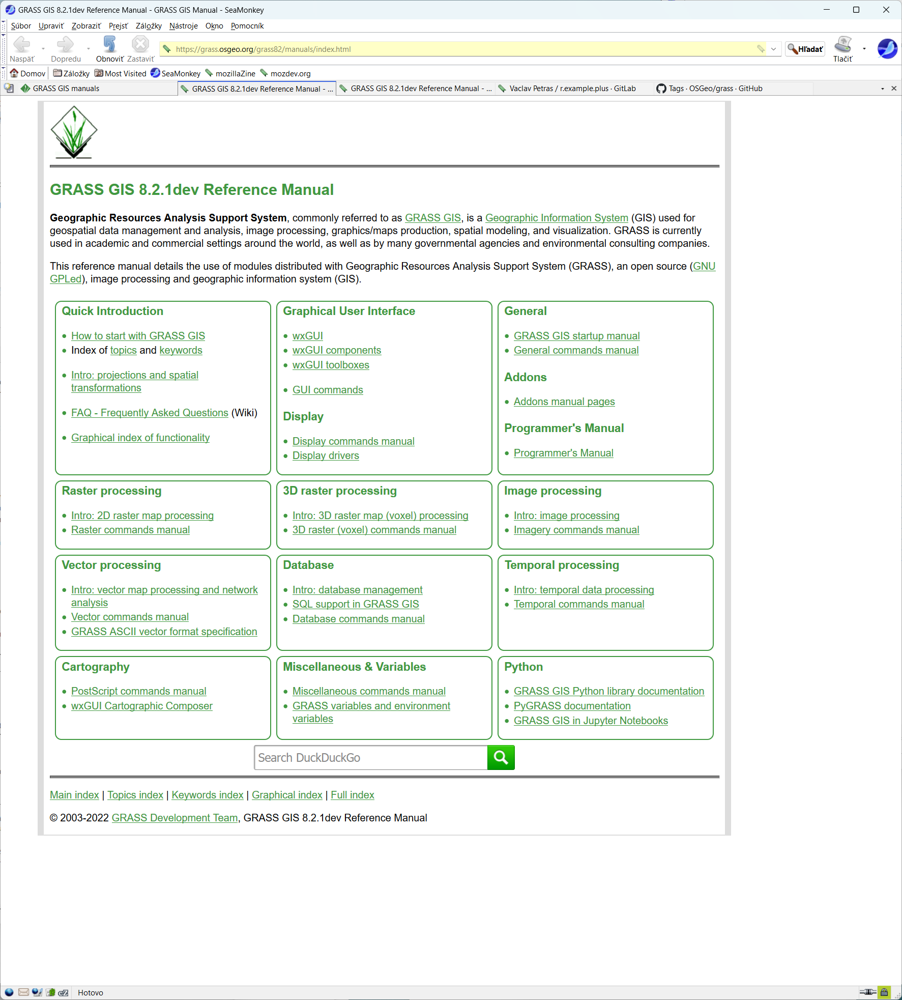 GRASS GIS 8.2.1dev Reference Manual - GRASS GIS Manual - SeaMonkey
Súbor Upraviť Zobraziť Prejsť Záložky Nástroje Okno Pomocník
Naspäť Dopredu Obnoviť Zastaviť https://grass.osgeo.org/grass82/manuals/index.html Hľadať Tlačiť
Domov Záložky Most Visited SeaMonkey mozillaZine mozdev.org
GRASS GIS manuals GRASS GIS 8.2.1dev Reference Manual - ... GRASS GIS 8.2.1dev Reference Manual - ... Vaclav Petras / r.example.plus · GitLab Tags · OSGeo/grass · GitHub
GRASS GIS 8.2.1dev Reference Manual
Geographic Resources Analysis Support System, commonly referred to as GRASS GIS, is a Geographic Information System (GIS) used for
geospatial data management and analysis, image processing, graphics/maps production, spatial modeling, and visualization. GRASS is currently
used in academic and commercial settings around the world, as well as by many governmental agencies and environmental consulting companies.
This reference manual details the use of modules distributed with Geographic Resources Analysis Support System (GRASS), an open source (GNU
GPLed), image processing and geographic information system (GIS).
Quick Introduction
• How to start with GRASS GIS
• Index of topics and keywords
• Intro: projections and spatial
transformations
• FAQ - Frequently Asked Questions (Wiki)
• Graphical index of functionality
Graphical User Interface
• wxGUI
• wxGUI components
• wxGUI toolboxes
• GUI commands
Display
• Display commands manual
• Display drivers
General
• GRASS GIS startup manual
• General commands manual
Addons
• Addons manual pages
Programmer's Manual
• Programmer's Manual
Raster processing
• Intro: 2D raster map processing
• Raster commands manual
3D raster processing
• Intro: 3D raster map (voxel) processing
• 3D raster (voxel) commands manual
Image processing
• Intro: image processing
• Imagery commands manual
Vector processing
• Intro: vector map processing and network
analysis
• Vector commands manual
• GRASS ASCII vector format specification
Database
• Intro: database management
• SQL support in GRASS GIS
• Database commands manual
Temporal processing
• Intro: temporal data processing
• Temporal commands manual
Cartography
• PostScript commands manual
• wxGUI Cartographic Composer
Miscellaneous & Variables
• Miscellaneous commands manual
• GRASS variables and environment
variables
Python
• GRASS GIS Python library documentation
• PyGRASS documentation
• GRASS GIS in Jupyter Notebooks
Search DuckDuckGo
Main index | Topics index | Keywords index | Graphical index | Full index
© 2003-2022 GRASS Development Team, GRASS GIS 8.2.1dev Reference Manual
cZ Hotovo